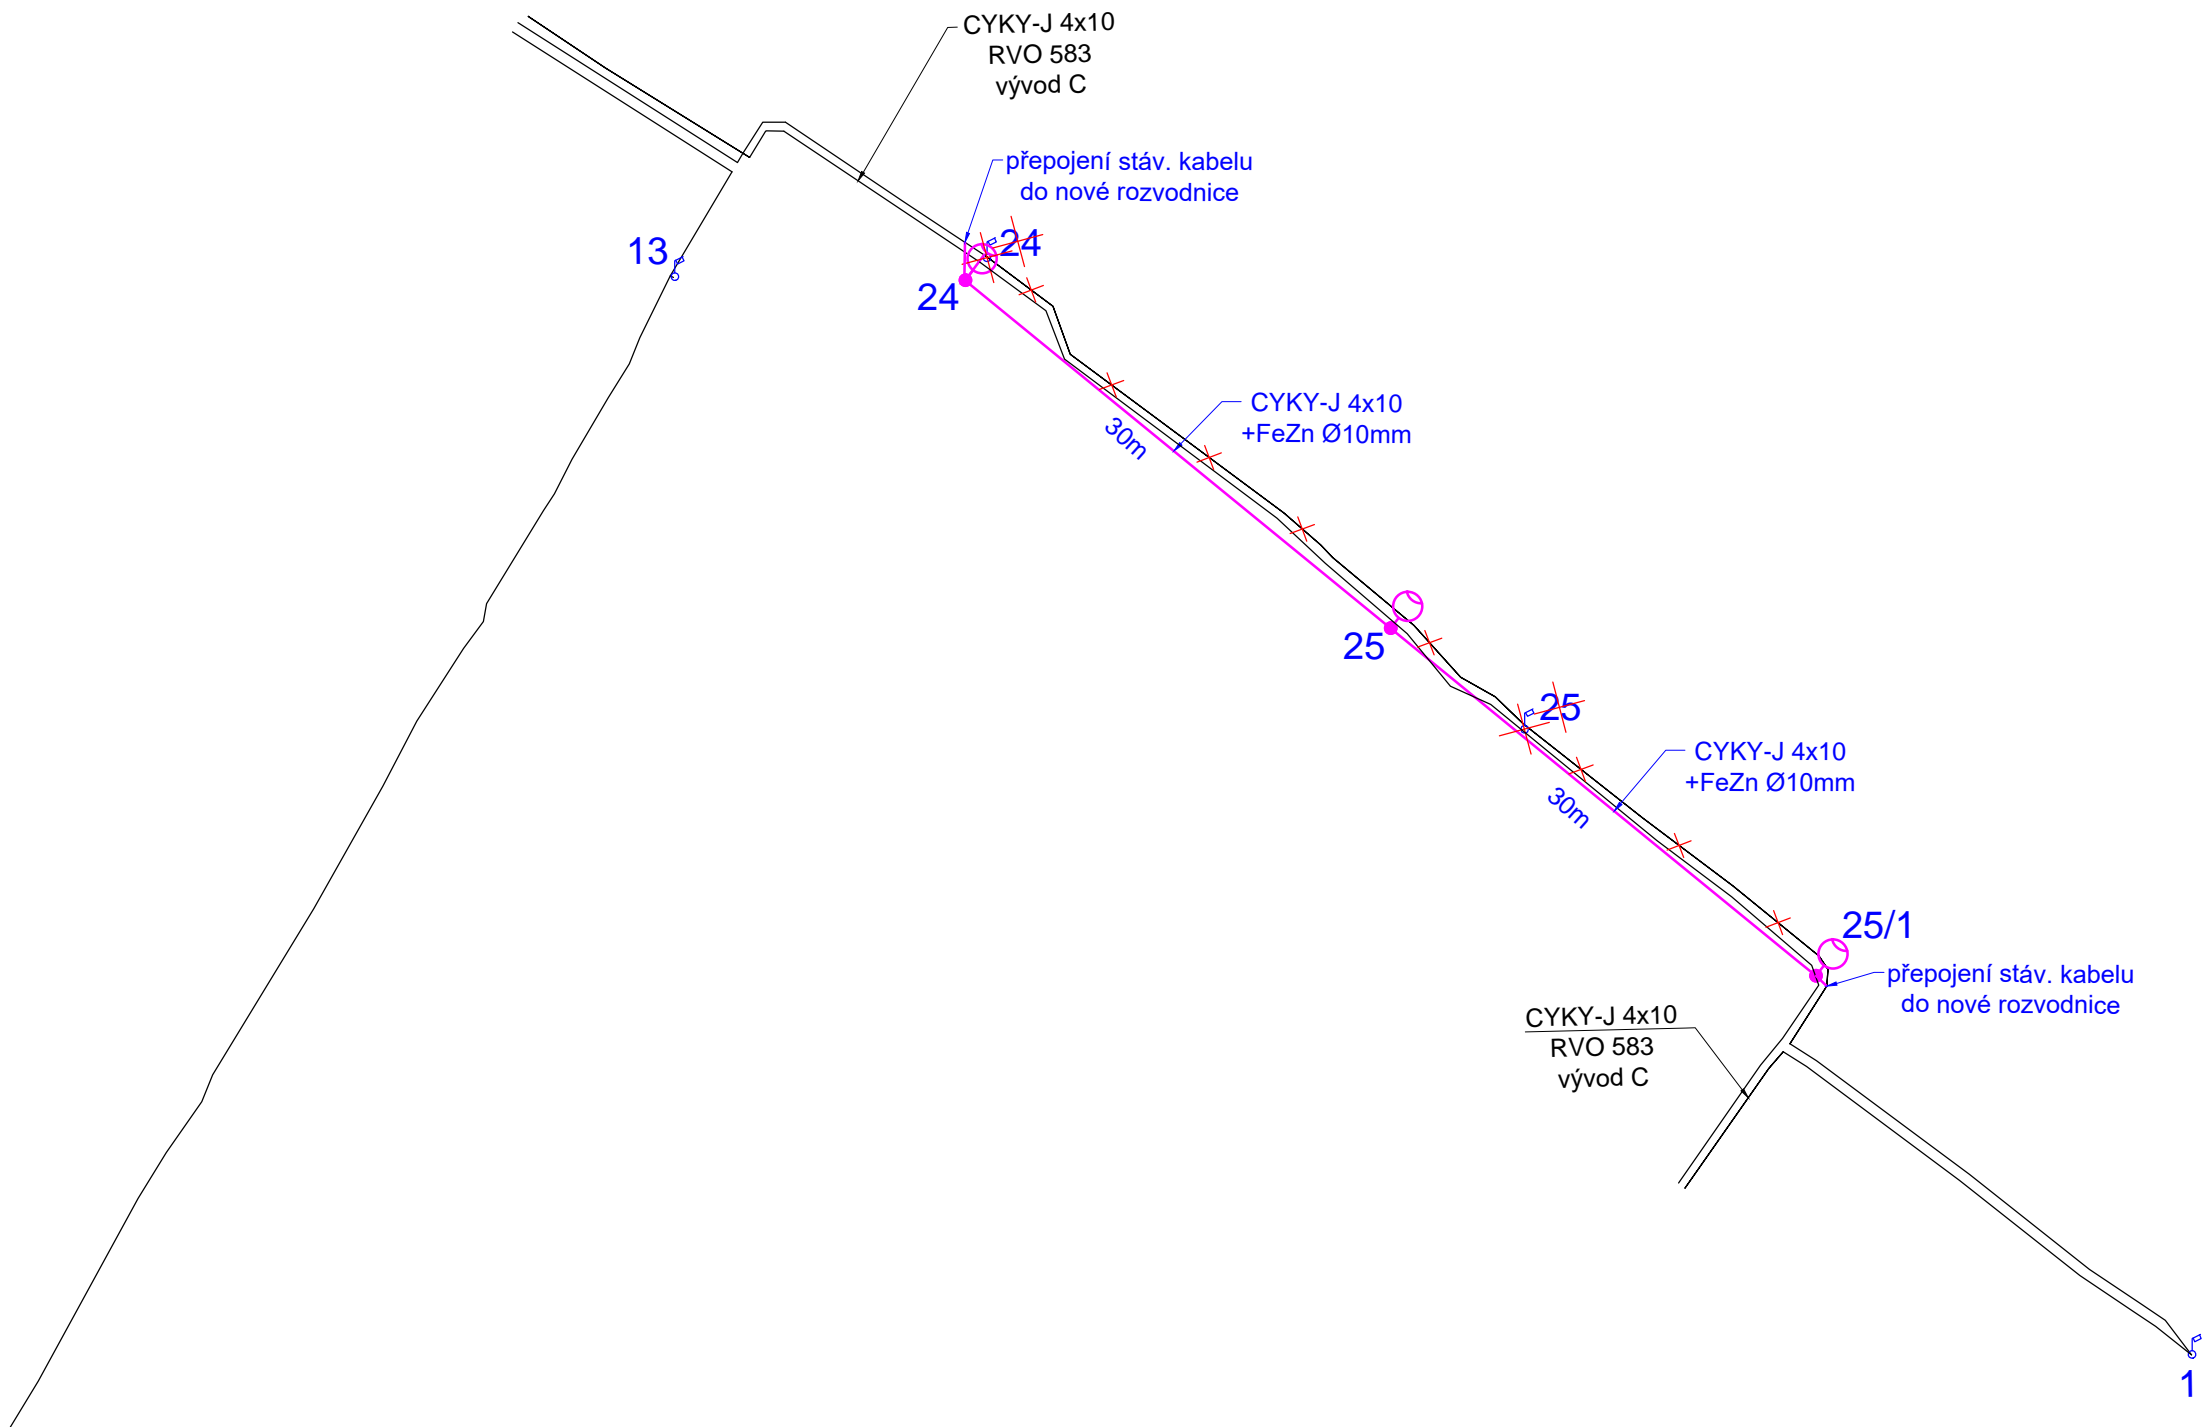 CYKY-J 4x10
RVO 583
vývod C
přepojení stáv. kabelu
do nové rozvodnice
13
24
24
CYKY-J 4x10
+FeZn Ø10mm
30m
25
25
CYKY-J 4x10
+FeZn Ø10mm
30m
25/1
přepojení stáv. kabelu
do nové rozvodnice
CYKY-J 4x10
RVO 583
vývod C
1